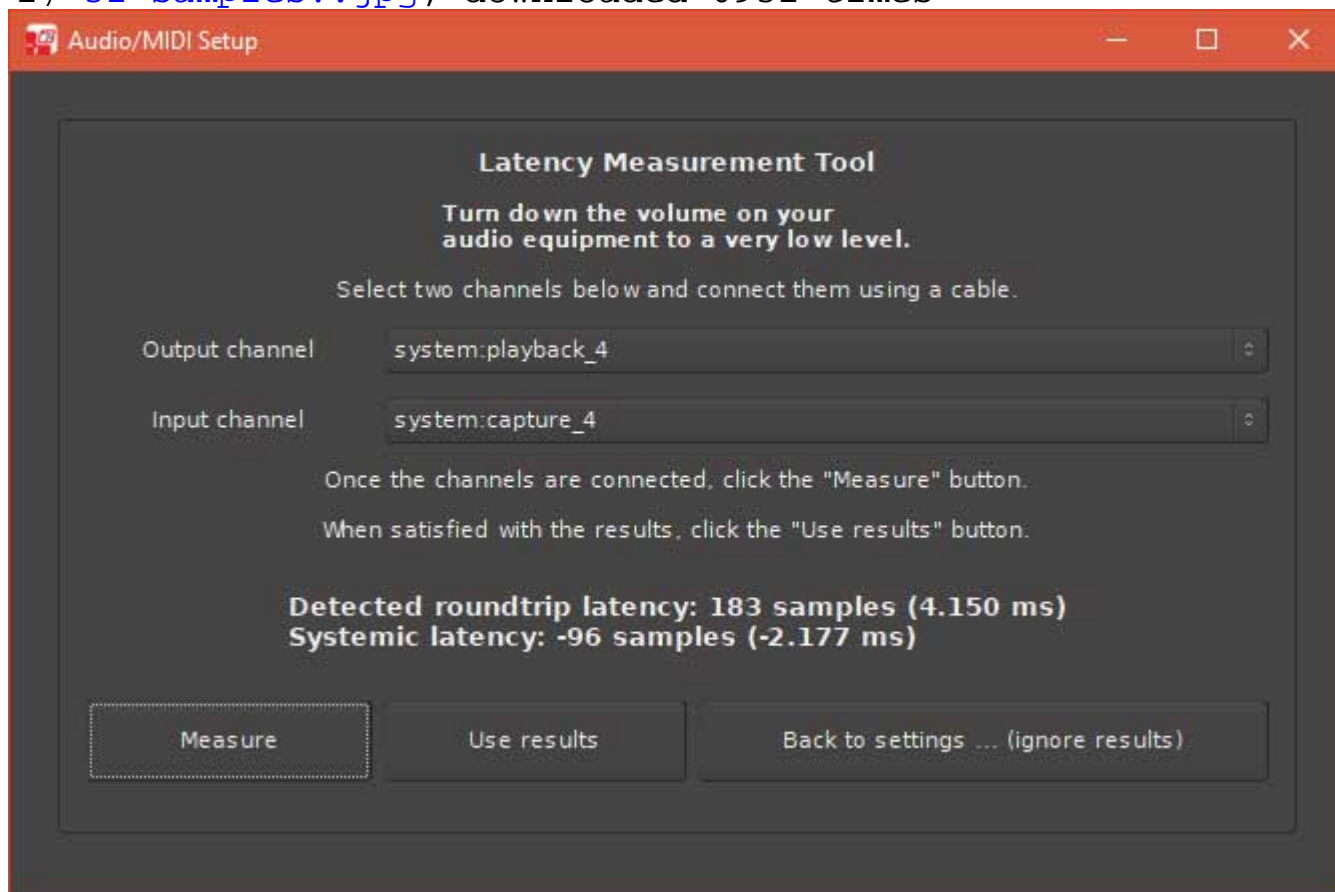 Audio/MIDI Setup
Latency Measurement Tool
Turn down the volume on your
audio equipment to a very low level.
Select two channels below and connect them using a cable.
Output channel system:playback_4
Input channel system:capture_4
Once the channels are connected, click the "Measure" button.
When satisfied with the results, click the "Use results" button.
Detected roundtrip latency: 183 samples (4.150 ms)
Systemic latency: -96 samples (-2.177 ms)
Measure Use results Back to settings ... (ignore results)